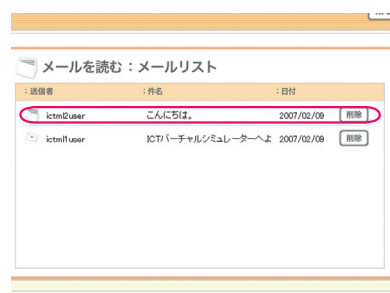 メールを読む：メールリスト
：送信者 ：件名 ：日付
ictml2user こんにちは。 2007/02/09 削除
ictml1user ICTバーチャルシミュレーターへよ 2007/02/09 削除